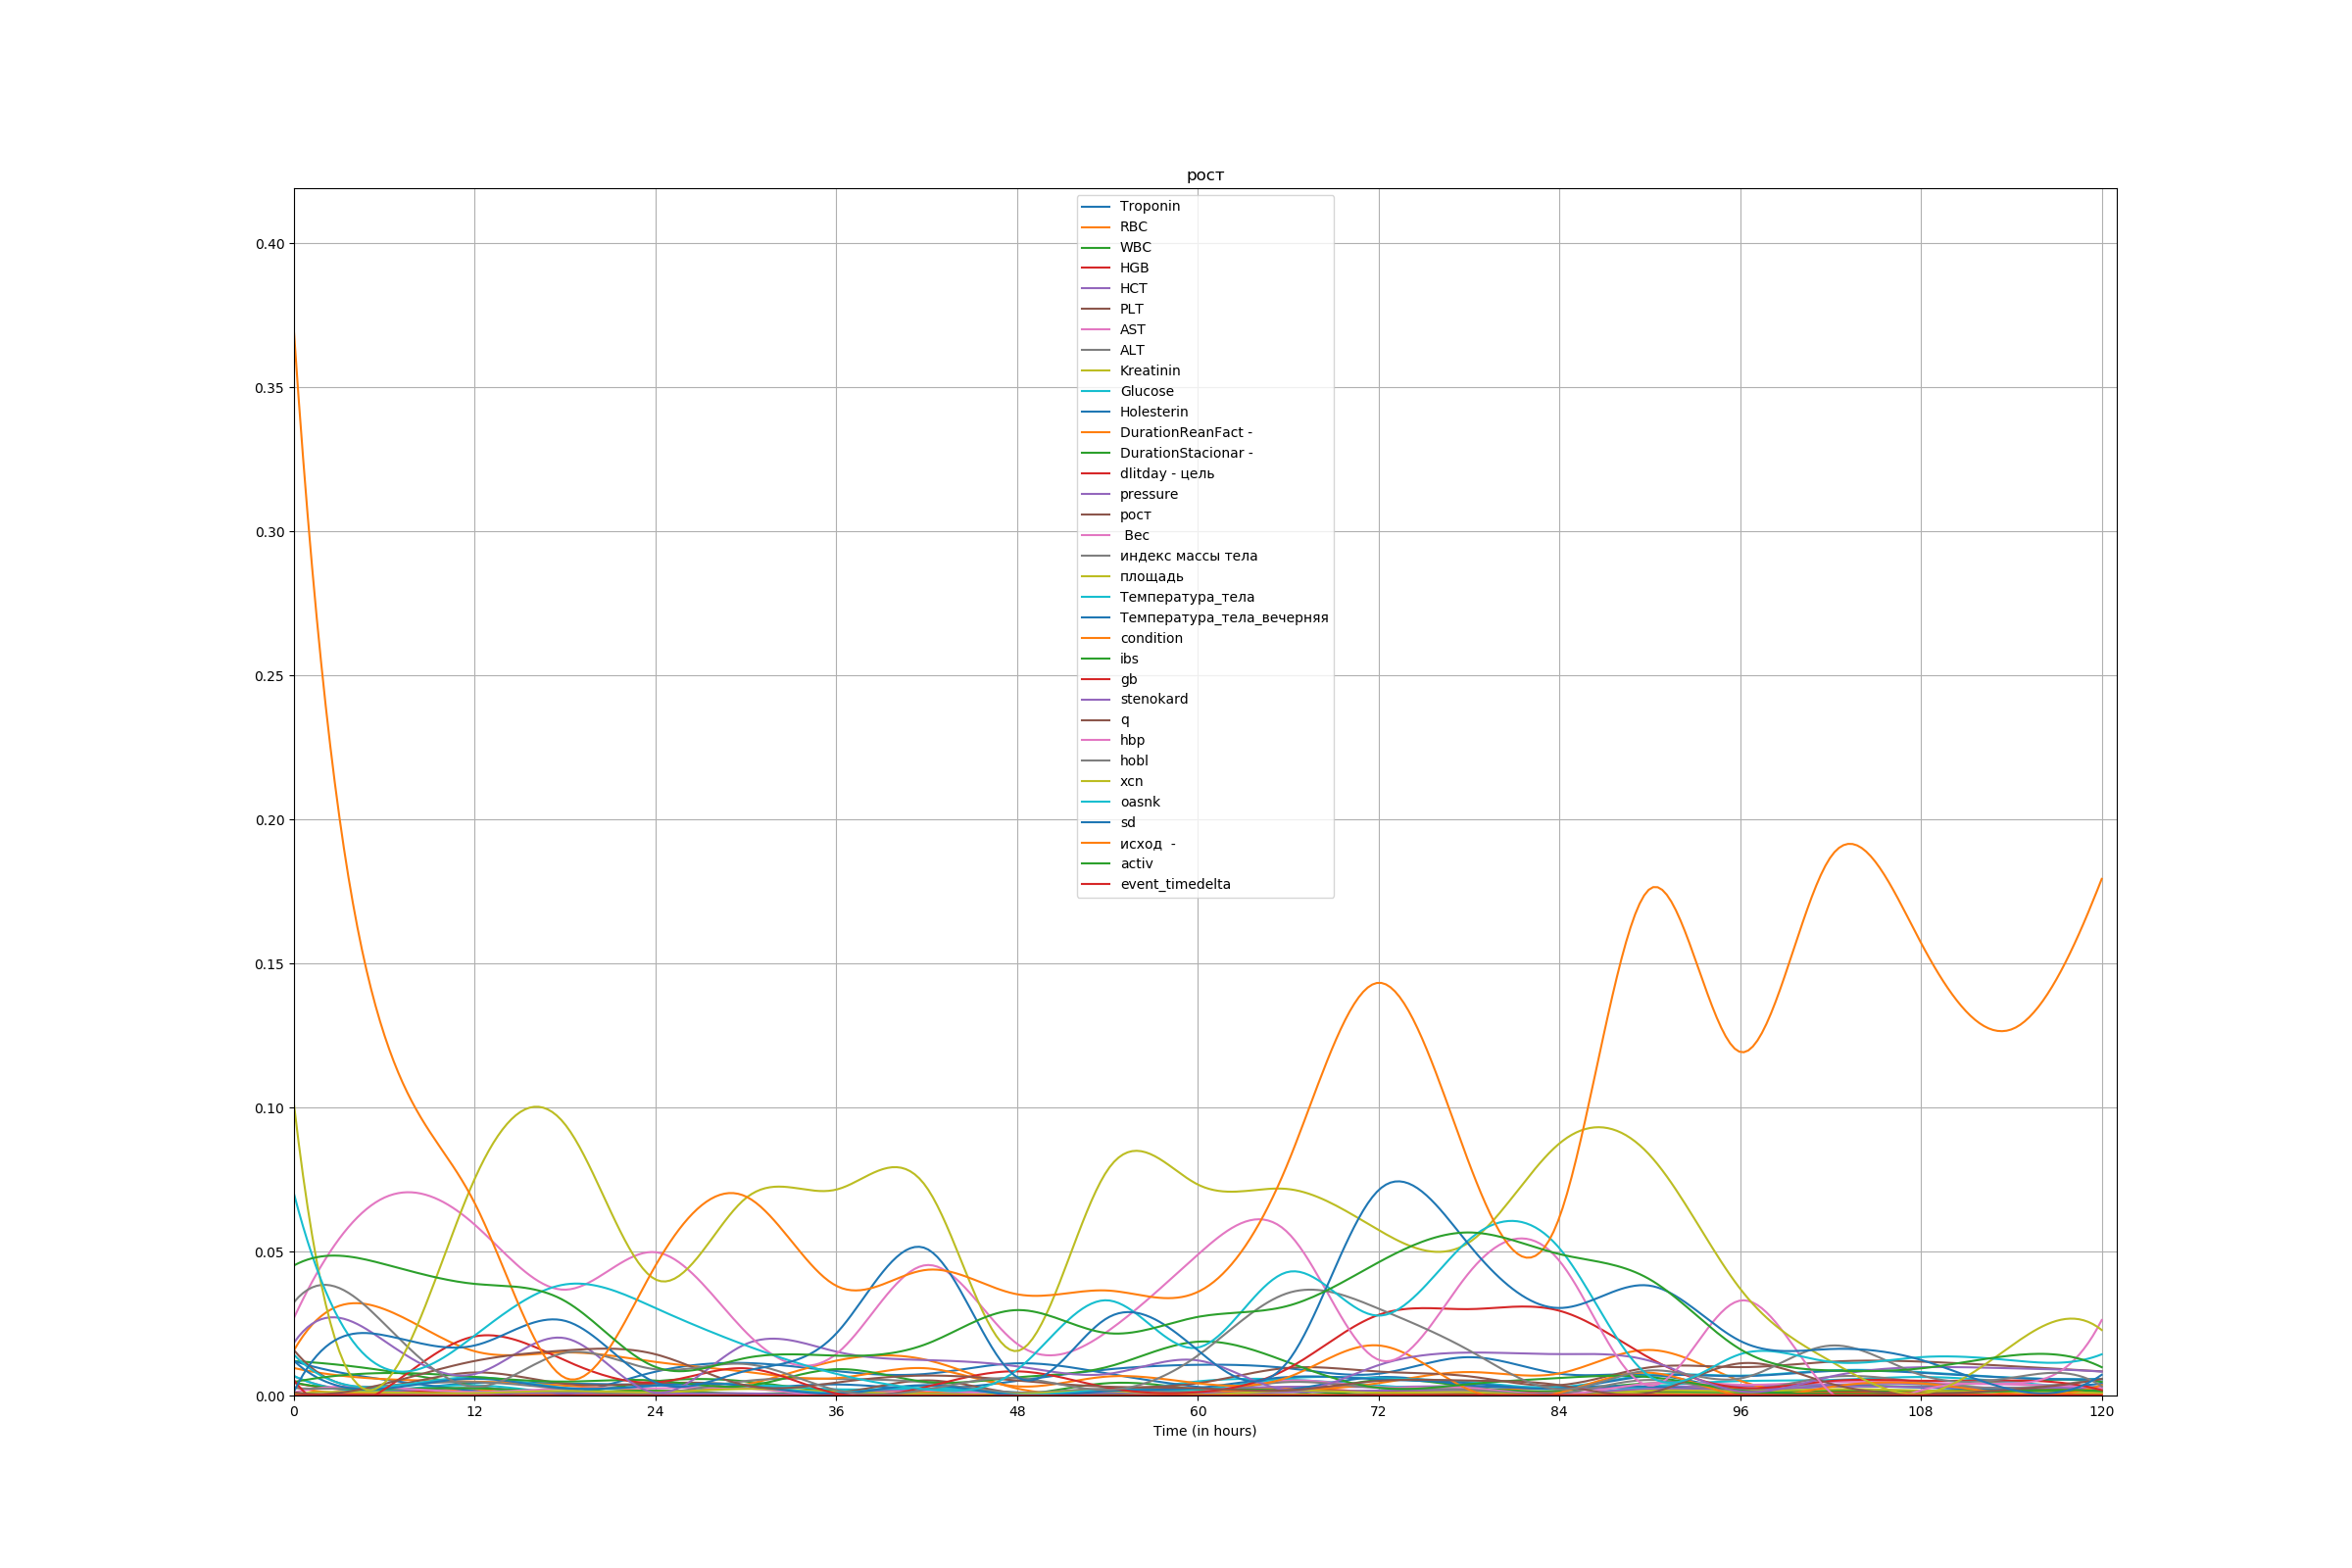 рост
Troponin
RBC
WBC
HGB
HCT
PLT
AST
ALT
Kreatinin
Glucose
Holesterin
DurationReanFact -
DurationStacionar -
dlitday - цель
pressure
рост
Вес
индекс массы тела
площадь
Температура_тела
Температура_тела_вечерняя
condition
ibs
gb
stenokard
q
hbp
hobl
xcn
oasnk
sd
исход  -
activ
event_timedelta
0.40
0.35
0.30
0.25
0.20
0.15
0.10
0.05
0.00
0 12 24 36 48 60 72 84 96 108 120
Time (in hours)